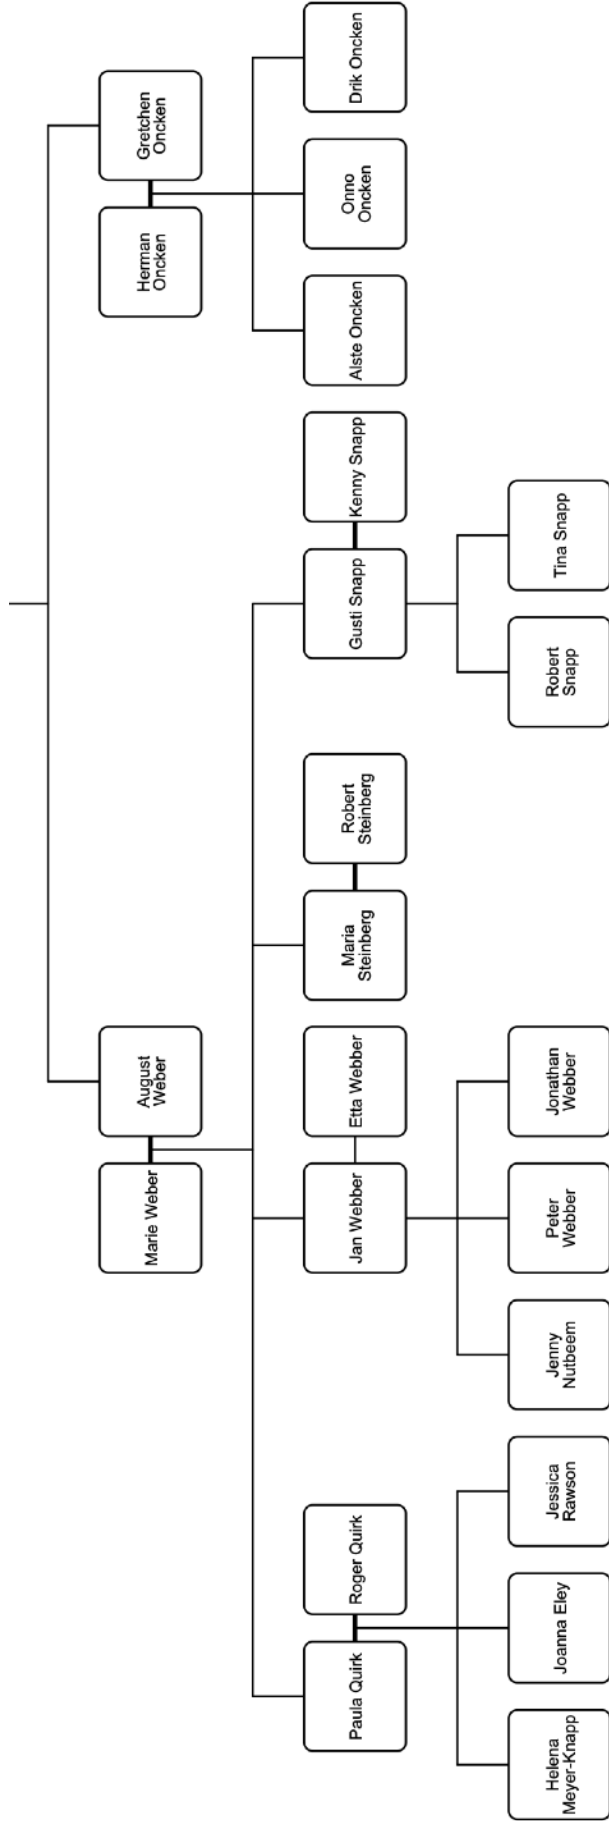 Marie Weber
August
Weber
Herman
Oncken
Gretchen
Oncken
Paula Quirk
Roger Quirk
Jan Webber
Etta Webber
Maria
Steinberg
Robert
Steinberg
Gusti Snapp
Kenny Snapp
Alste Oncken
Onno
Oncken
Drik Oncken
Helena
Meyer-Knapp
Joanna Eley
Jessica
Rawson
Jenny
Nutbeem
Peter
Webber
Jonathan
Webber
Robert
Snapp
Tina Snapp